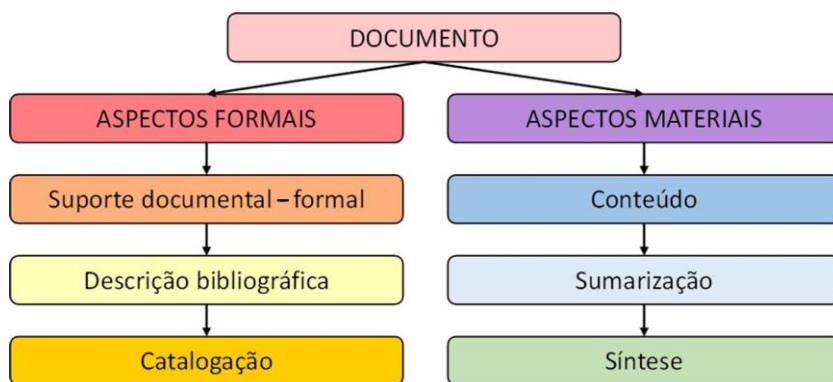 DOCUMENTO
ASPECTOS FORMAIS
ASPECTOS MATERIAIS
Suporte documental – formal
Conteúdo
Descrição bibliográfica
Sumarização
Catalogação
Síntese